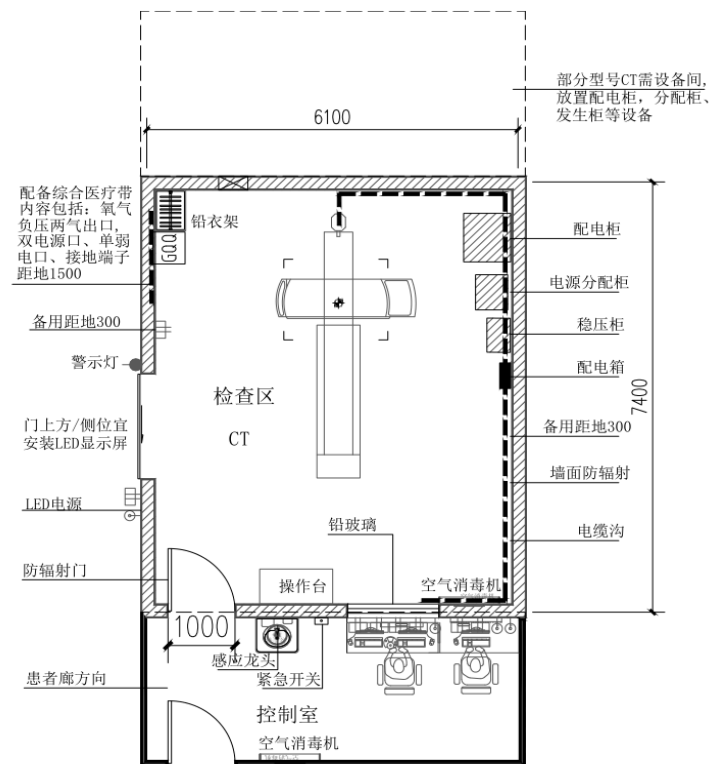 部分型号CT需设备间,
放置配电柜，分配柜、
发生柜等设备
6100
配备综合医疗带
内容包括：氧气
负压两气出口,
双电源口、单弱
电口、接地端子
距地1500
铅衣架
GQQ
配电柜
电源分配柜
备用距地300
稳压柜
警示灯
配电箱
检查区
CT
7400
门上方/侧位宜
安装LED显示屏
备用距地300
墙面防辐射
LED电源
铅玻璃
电缆沟
防辐射门
操作台
空气消毒机
1000
感应龙头
紧急开关
患者廊方向
控制室
空气消毒机